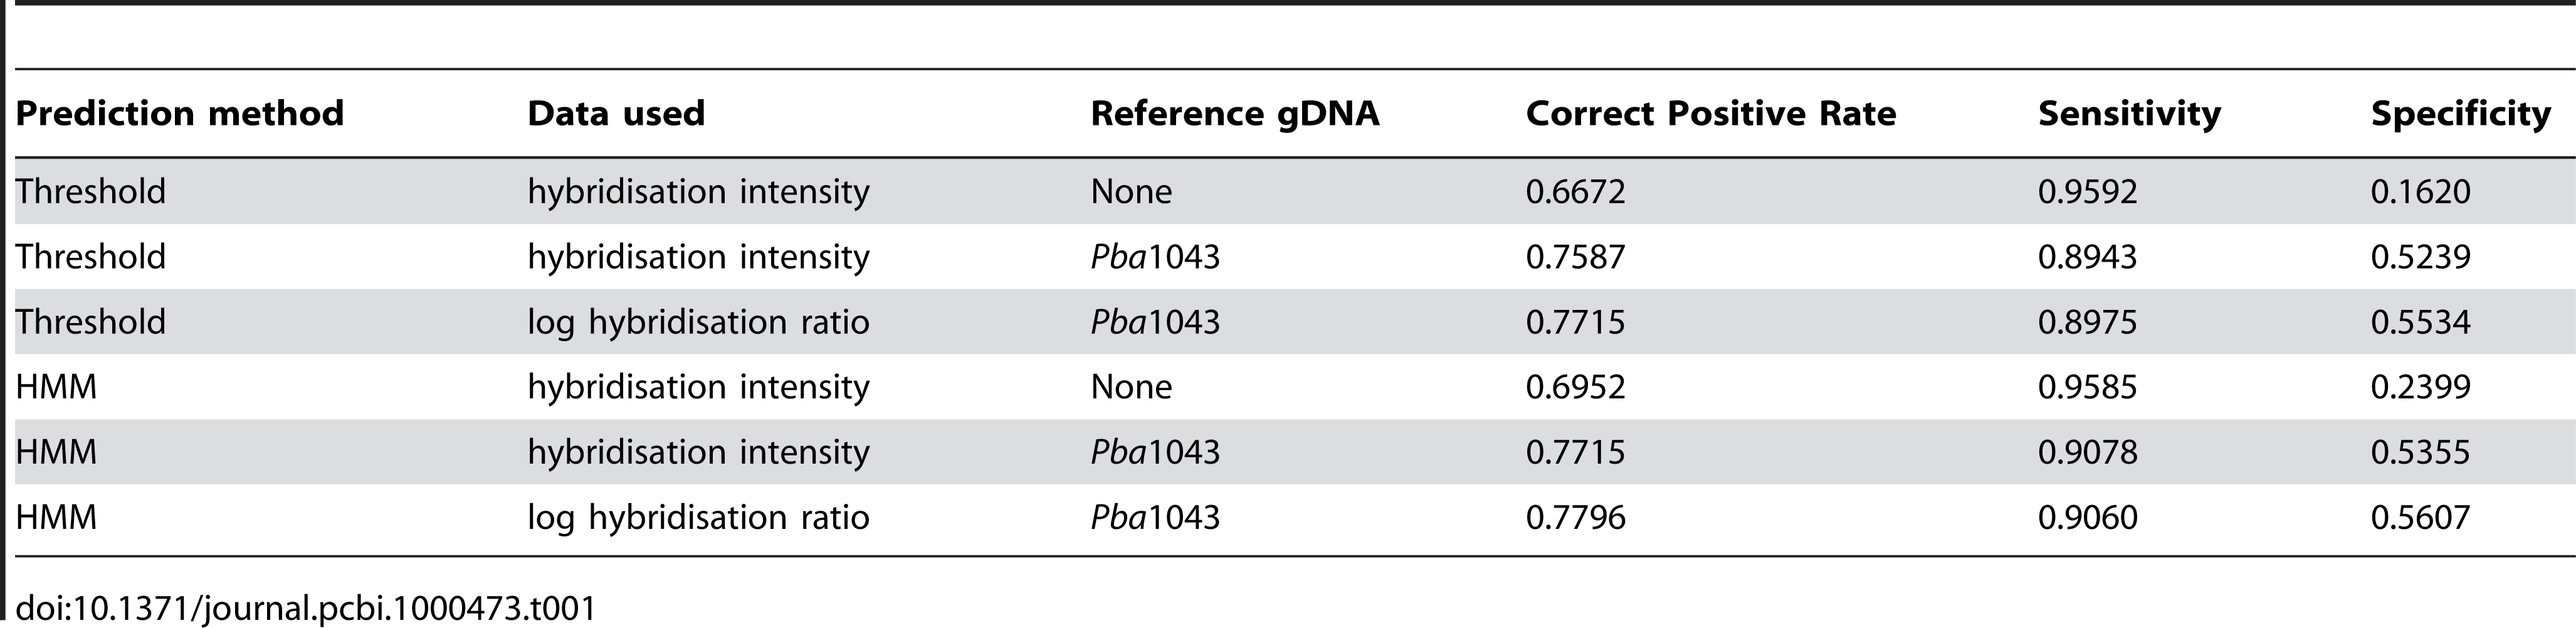 Prediction method Data used Reference gDNA Correct Positive Rate Sensitivity Specificity
Threshold hybridisation intensity None 0.6672 0.9592 0.1620
Threshold hybridisation intensity Pba1043 0.7587 0.8943 0.5239
Threshold log hybridisation ratio Pba1043 0.7715 0.8975 0.5534
HMM hybridisation intensity None 0.6952 0.9585 0.2399
HMM hybridisation intensity Pba1043 0.7715 0.9078 0.5355
HMM log hybridisation ratio Pba1043 0.7796 0.9060 0.5607
doi:10.1371/journal.pcbi.1000473.t001